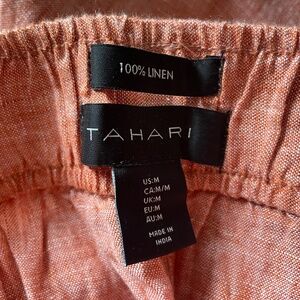 100% LINEN
TAHARI
US:M
CA:M/M
UK:M
EU:M
AU:M
MADE IN
INDIA